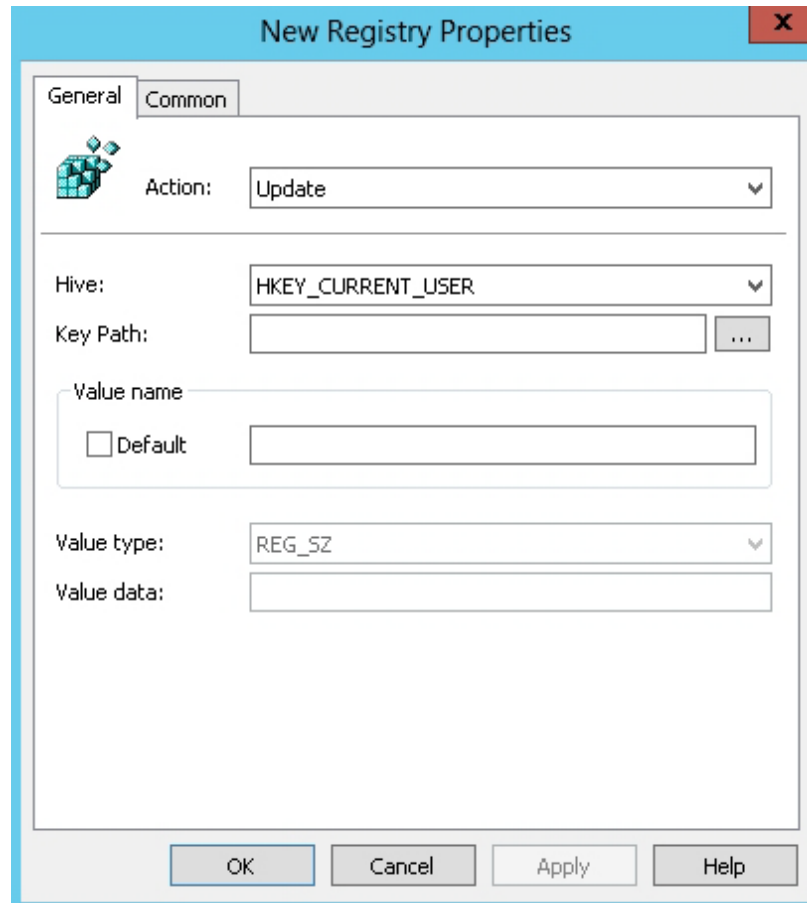 New Registry Properties
x
General Common
Action: Update
Hive: HKEY_CURRENT_USER
Key Path: ...
Value name
Default
Value type: REG_SZ
Value data:
OK Cancel Apply Help